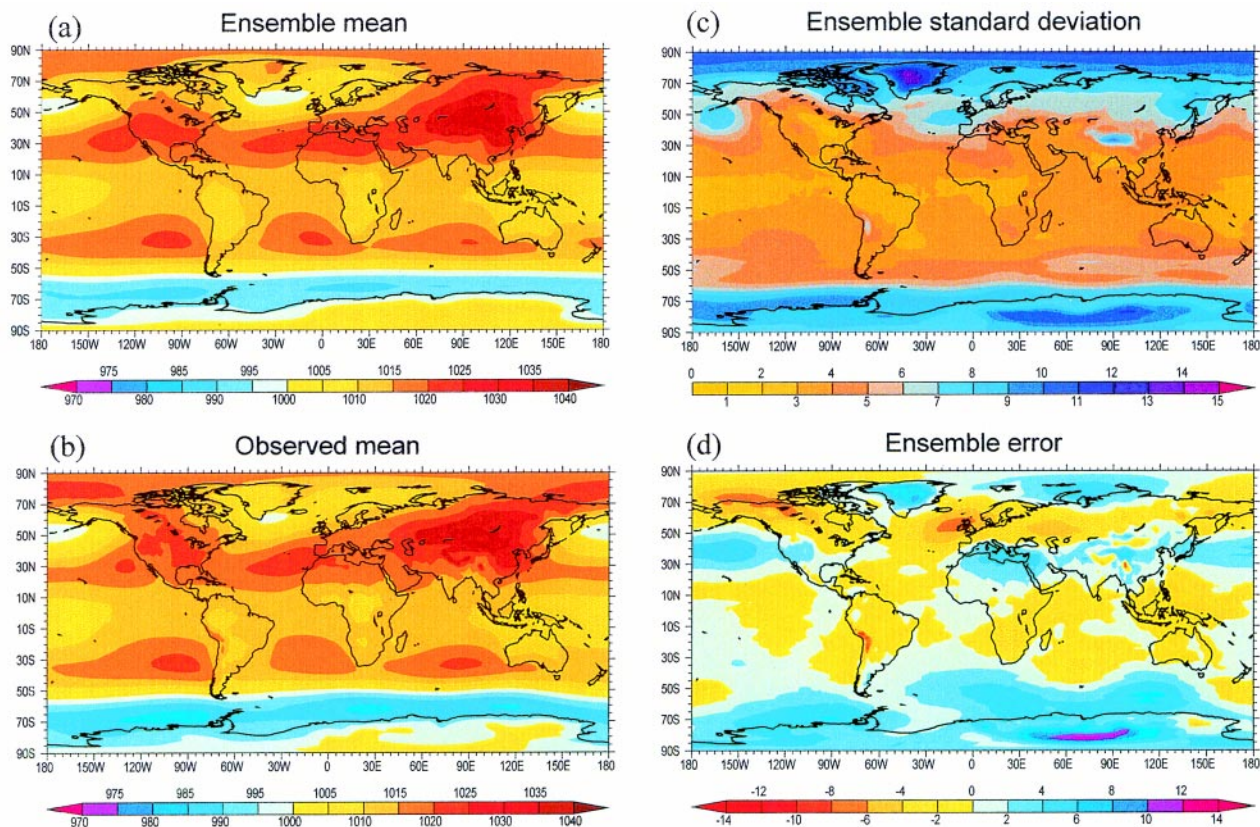 (a) Ensemble mean
90N
70N
50N
30N
10N
10S
30S
50S
70S
90S
180 150W 120W 90W 60W 30W 0 30E 60E 90E 120E 150E 180
975 985 995 1005 1015 1025 1035
970 980 990 1000 1010 1020 1030 1040
(c) Ensemble standard deviation
90N
70N
50N
30N
10N
10S
30S
50S
70S
90S
180 150W 120W 90W 60W 30W 0 30E 60E 90E 120E 150E 180
0 2 4 6 8 10 12 14
1 3 5 7 9 11 13 15
(b) Observed mean
90N
70N
50N
30N
10N
10S
30S
50S
70S
90S
180 150W 120W 90W 60W 30W 0 30E 60E 90E 120E 150E 180
975 985 995 1005 1015 1025 1035
970 980 990 1000 1010 1020 1030 1040
(d) Ensemble error
90N
70N
50N
30N
10N
10S
30S
50S
70S
90S
180 150W 120W 90W 60W 30W 0 30E 60E 90E 120E 150E 180
-12 -8 -4 0 4 8 12
-14 -10 -6 -2 2 6 10 14